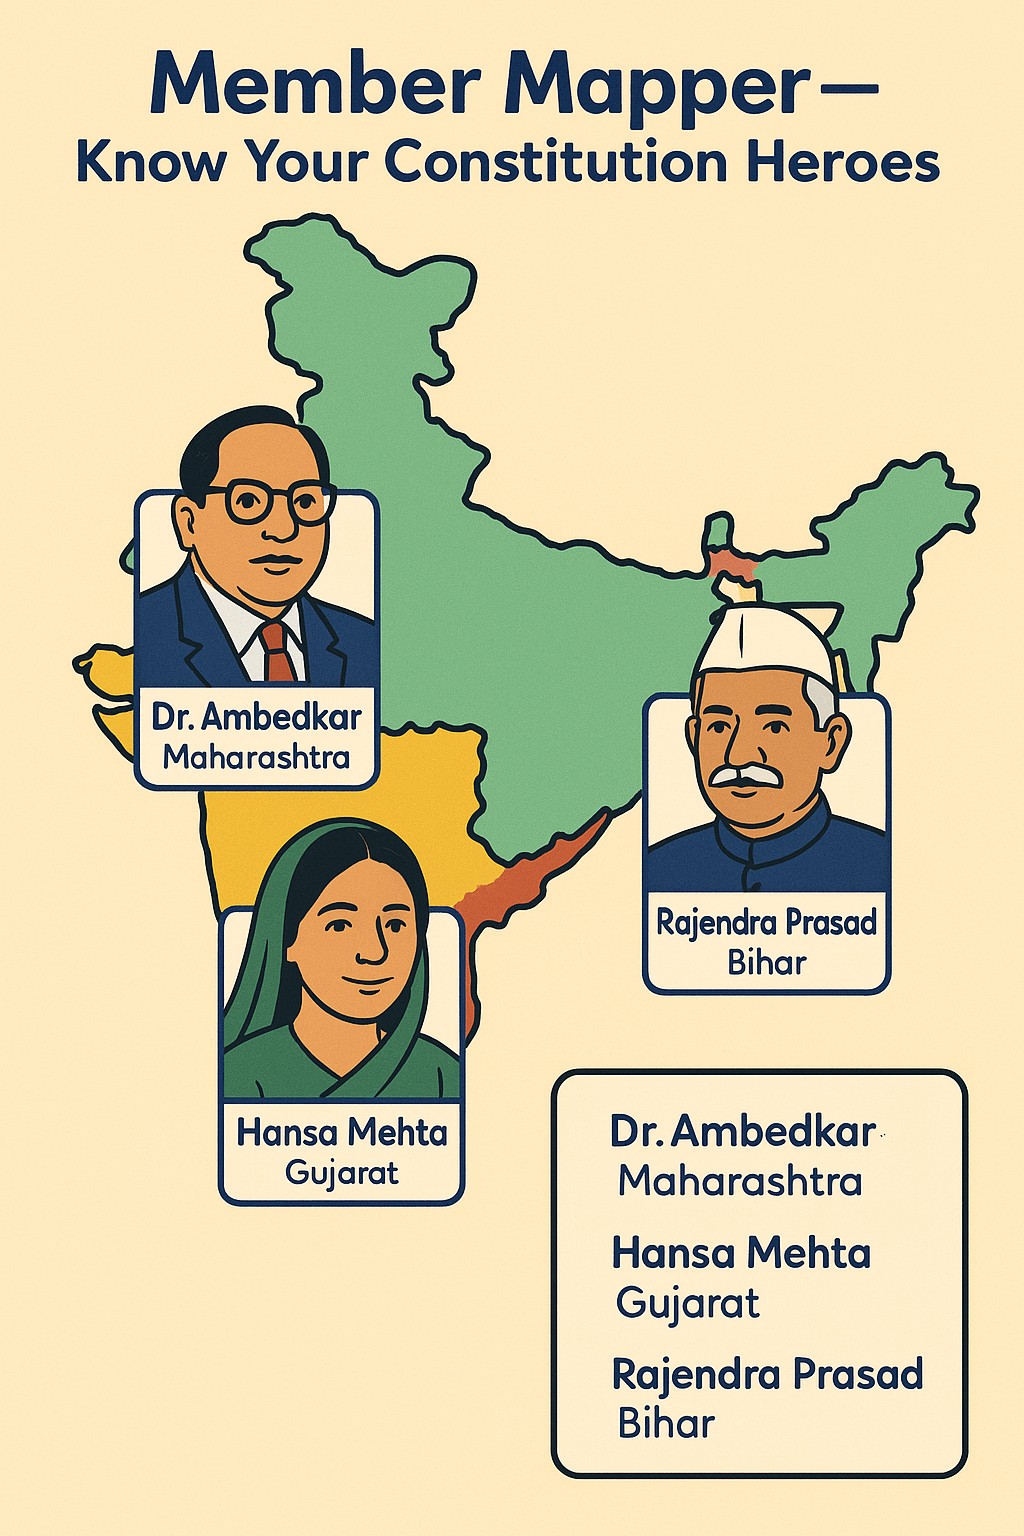 Member Mapper—
Know Your Constitution Heroes
Dr. Ambedkar
Maharashtra
Rajendra Prasad
Bihar
Hansa Mehta
Gujarat
Dr. Ambedkar
Maharashtra
Hansa Mehta
Gujarat
Rajendra Prasad
Bihar